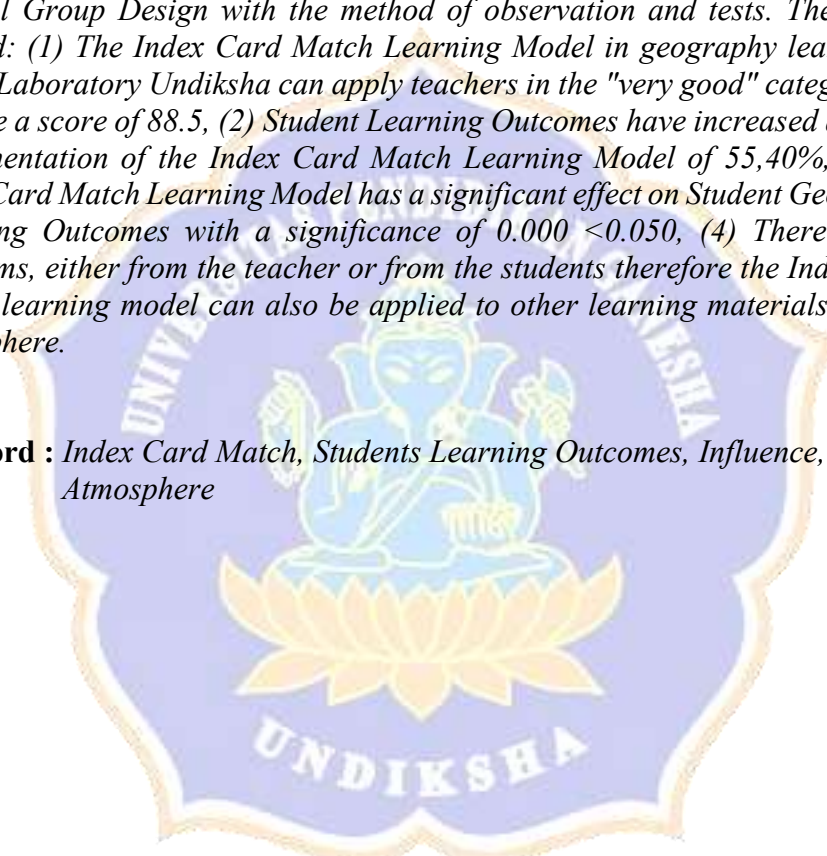 l Group Design with the method of observation and tests. The
d: (1) The Index Card Match Learning Model in geography lea
Laboratory Undiksha can apply teachers in the "very good" categ
e a score of 88.5, (2) Student Learning Outcomes have increased
mentation of the Index Card Match Learning Model of 55,40%,
Card Match Learning Model has a significant effect on Student Ge
ng Outcomes with a significance of 0.000 <0.050, (4) There
ms, either from the teacher or from the students therefore the Ind
learning model can also be applied to other learning materials
phere.
ord : Index Card Match, Students Learning Outcomes, Influence,
Atmosphere
UNIVERSITAS PENDIDIKAN GANESHA
UNDIKSHA